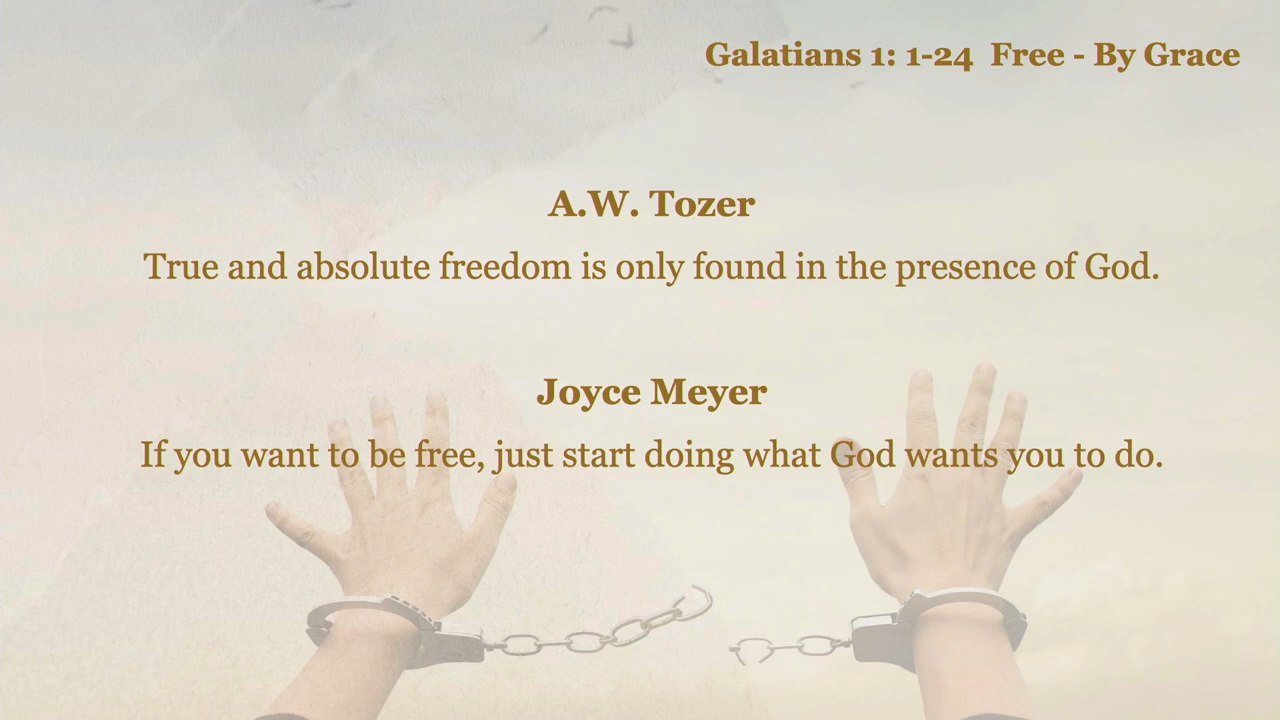 Galatians 1: 1-24  Free - By Grace
A.W. Tozer
True and absolute freedom is only found in the presence of God.
Joyce Meyer
If you want to be free, just start doing what God wants you to do.